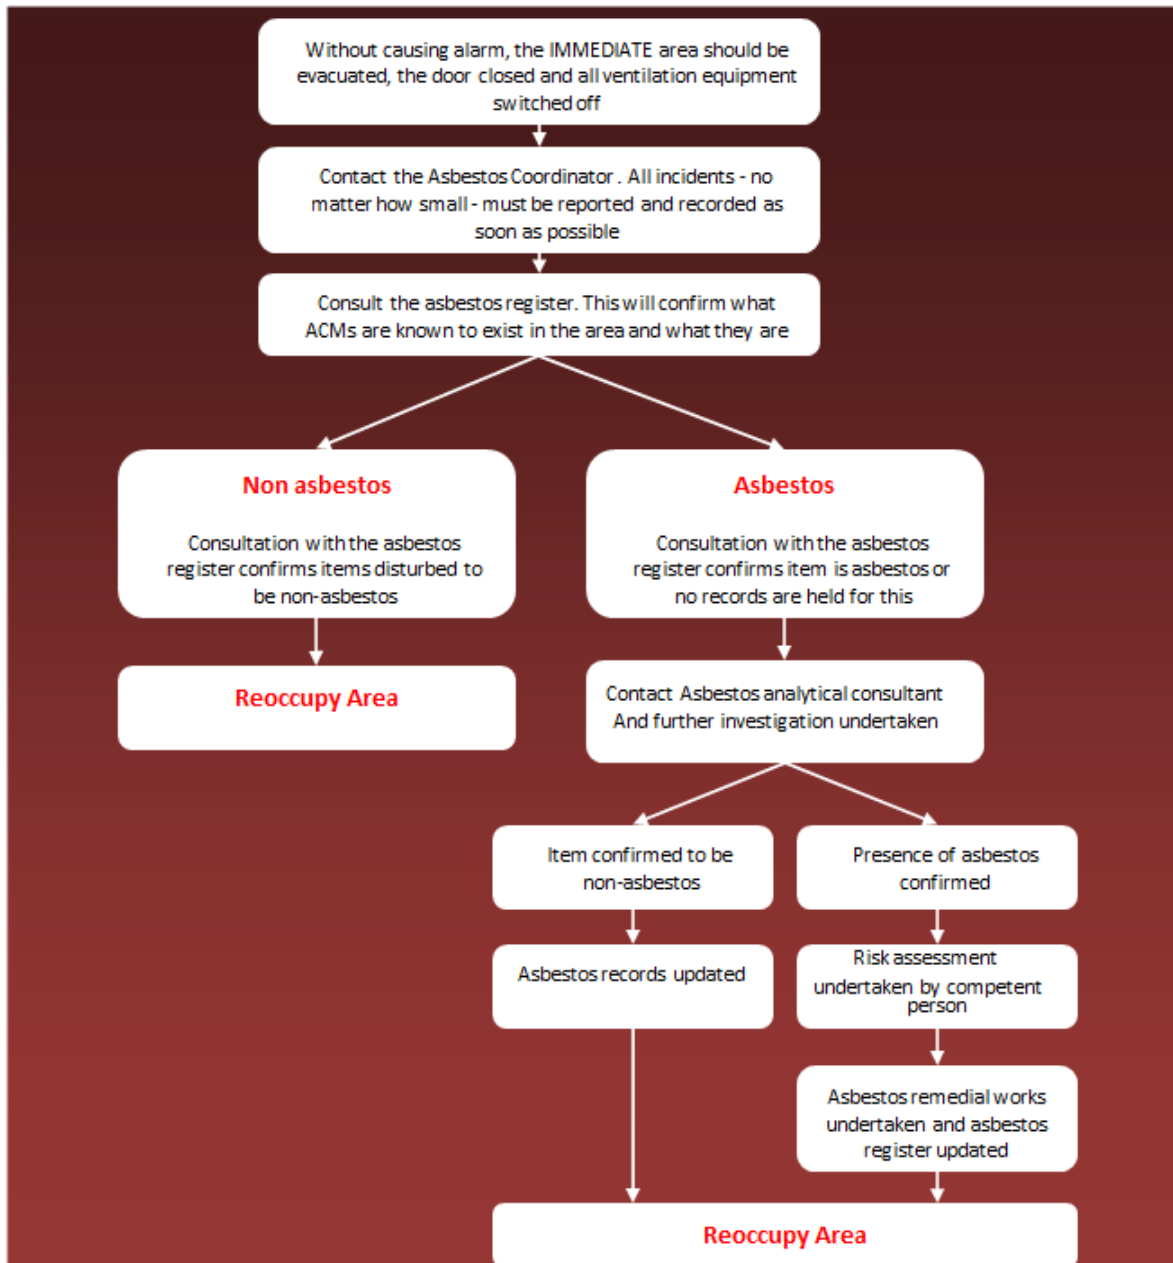 Without causing alarm, the IMMEDIATE area should be
evacuated, the door closed and all ventilation equipment
switched off
Contact the Asbestos Coordinator . All incidents - no
matter how small - must be reported and recorded as
soon as possible
Consult the asbestos register. This will confirm what
ACMs are known to exist in the area and what they are
Non asbestos
Consultation with the asbestos
register confirms items disturbed to
be non-asbestos
Asbestos
Consultation with the asbestos
register confirms item is asbestos or
no records are held for this
Reoccupy Area
Contact Asbestos analytical consultant
And further investigation undertaken
Item confirmed to be
non-asbestos
Presence of asbestos
confirmed
Asbestos records updated
Risk assessment
undertaken by competent
person
Asbestos remedial works
undertaken and asbestos
register updated
Reoccupy Area